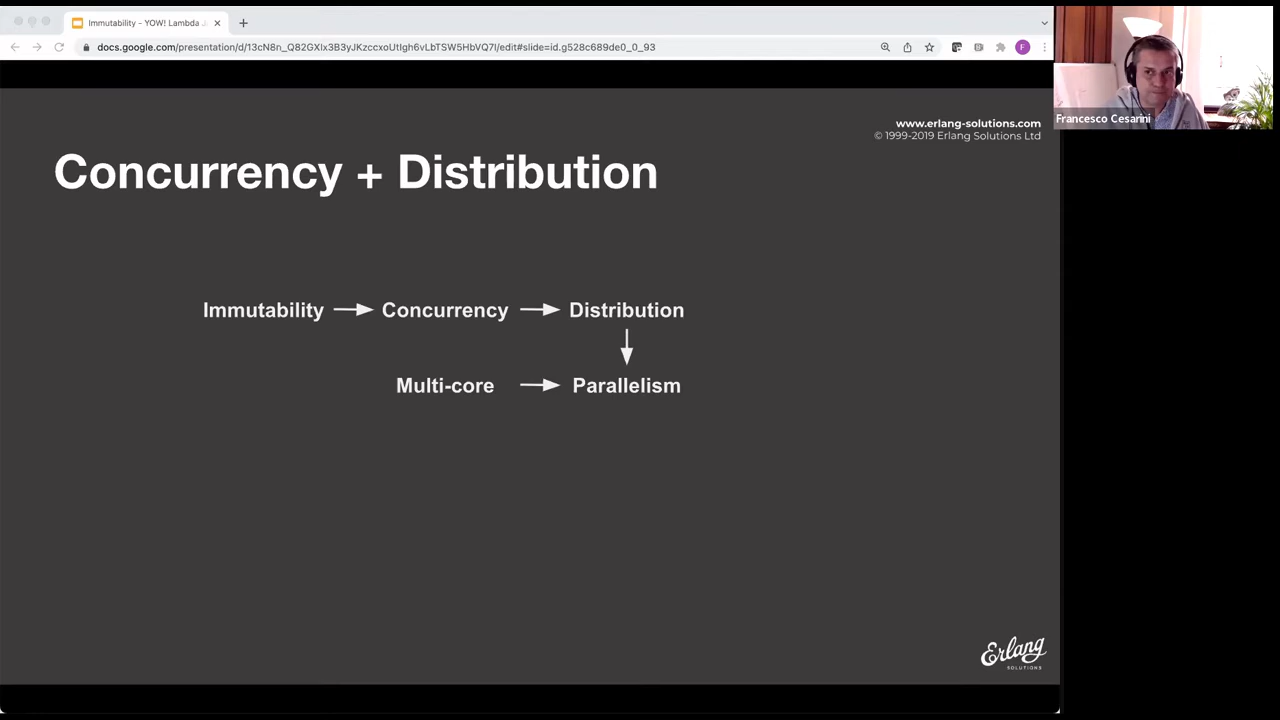 Immutability - YOW! Lambda
docs.google.com/presentation/d/13cN8n_Q82GXlx3B3yJKzccxoUtIgh6vLbTSW5HbVQ7I/edit#slide=id.g528c689de0_0_93
F
Francesco Cesarini
www.erlang-solutions.com
© 1999-2019 Erlang Solutions Ltd
Concurrency + Distribution
Immutability Concurrency Distribution
Multi-core Parallelism
Erlang
SOLUTIONS